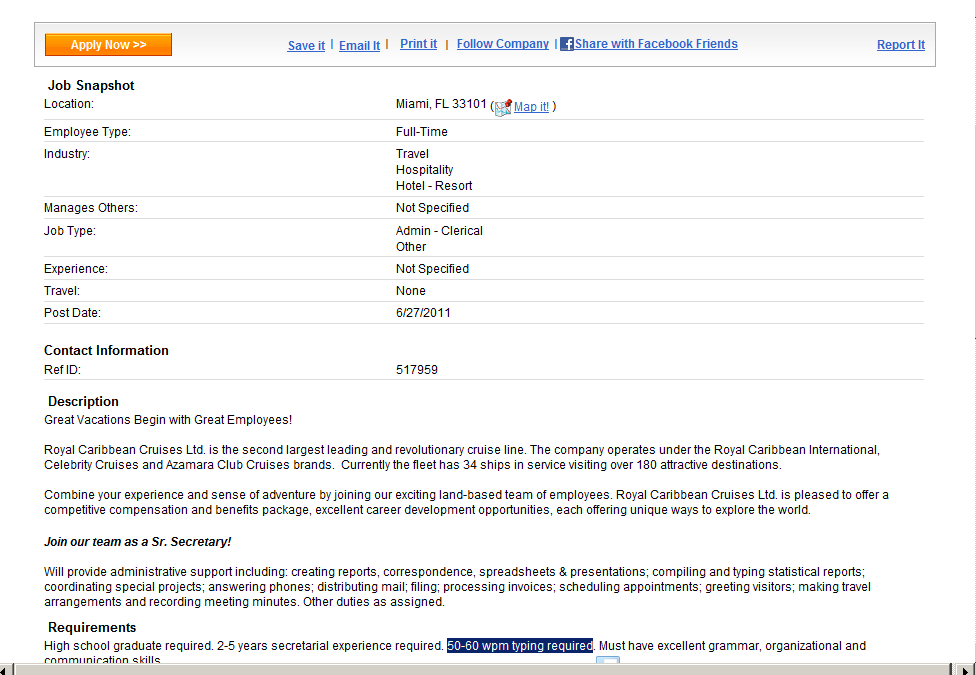 Apply Now >> Save it | Email It | Print it | Follow Company | Share with Facebook Friends Report It
Job Snapshot
Location: Miami, FL 33101 ( Map it! )
Employee Type: Full-Time
Industry: Travel
Hospitality
Hotel - Resort
Manages Others: Not Specified
Job Type: Admin - Clerical
Other
Experience: Not Specified
Travel: None
Post Date: 6/27/2011
Contact Information
Ref ID: 517959
Description
Great Vacations Begin with Great Employees!
Royal Caribbean Cruises Ltd. is the second largest leading and revolutionary cruise line. The company operates under the Royal Caribbean International,
Celebrity Cruises and Azamara Club Cruises brands. Currently the fleet has 34 ships in service visiting over 180 attractive destinations.
Combine your experience and sense of adventure by joining our exciting land-based team of employees. Royal Caribbean Cruises Ltd. is pleased to offer a
competitive compensation and benefits package, excellent career development opportunities, each offering unique ways to explore the world.
Join our team as a Sr. Secretary!
Will provide administrative support including: creating reports, correspondence, spreadsheets & presentations; compiling and typing statistical reports;
coordinating special projects; answering phones; distributing mail; filing; processing invoices; scheduling appointments; greeting visitors; making travel
arrangements and recording meeting minutes. Other duties as assigned.
Requirements
High school graduate required. 2-5 years secretarial experience required. 50-60 wpm typing required. Must have excellent grammar, organizational and
communication skills.